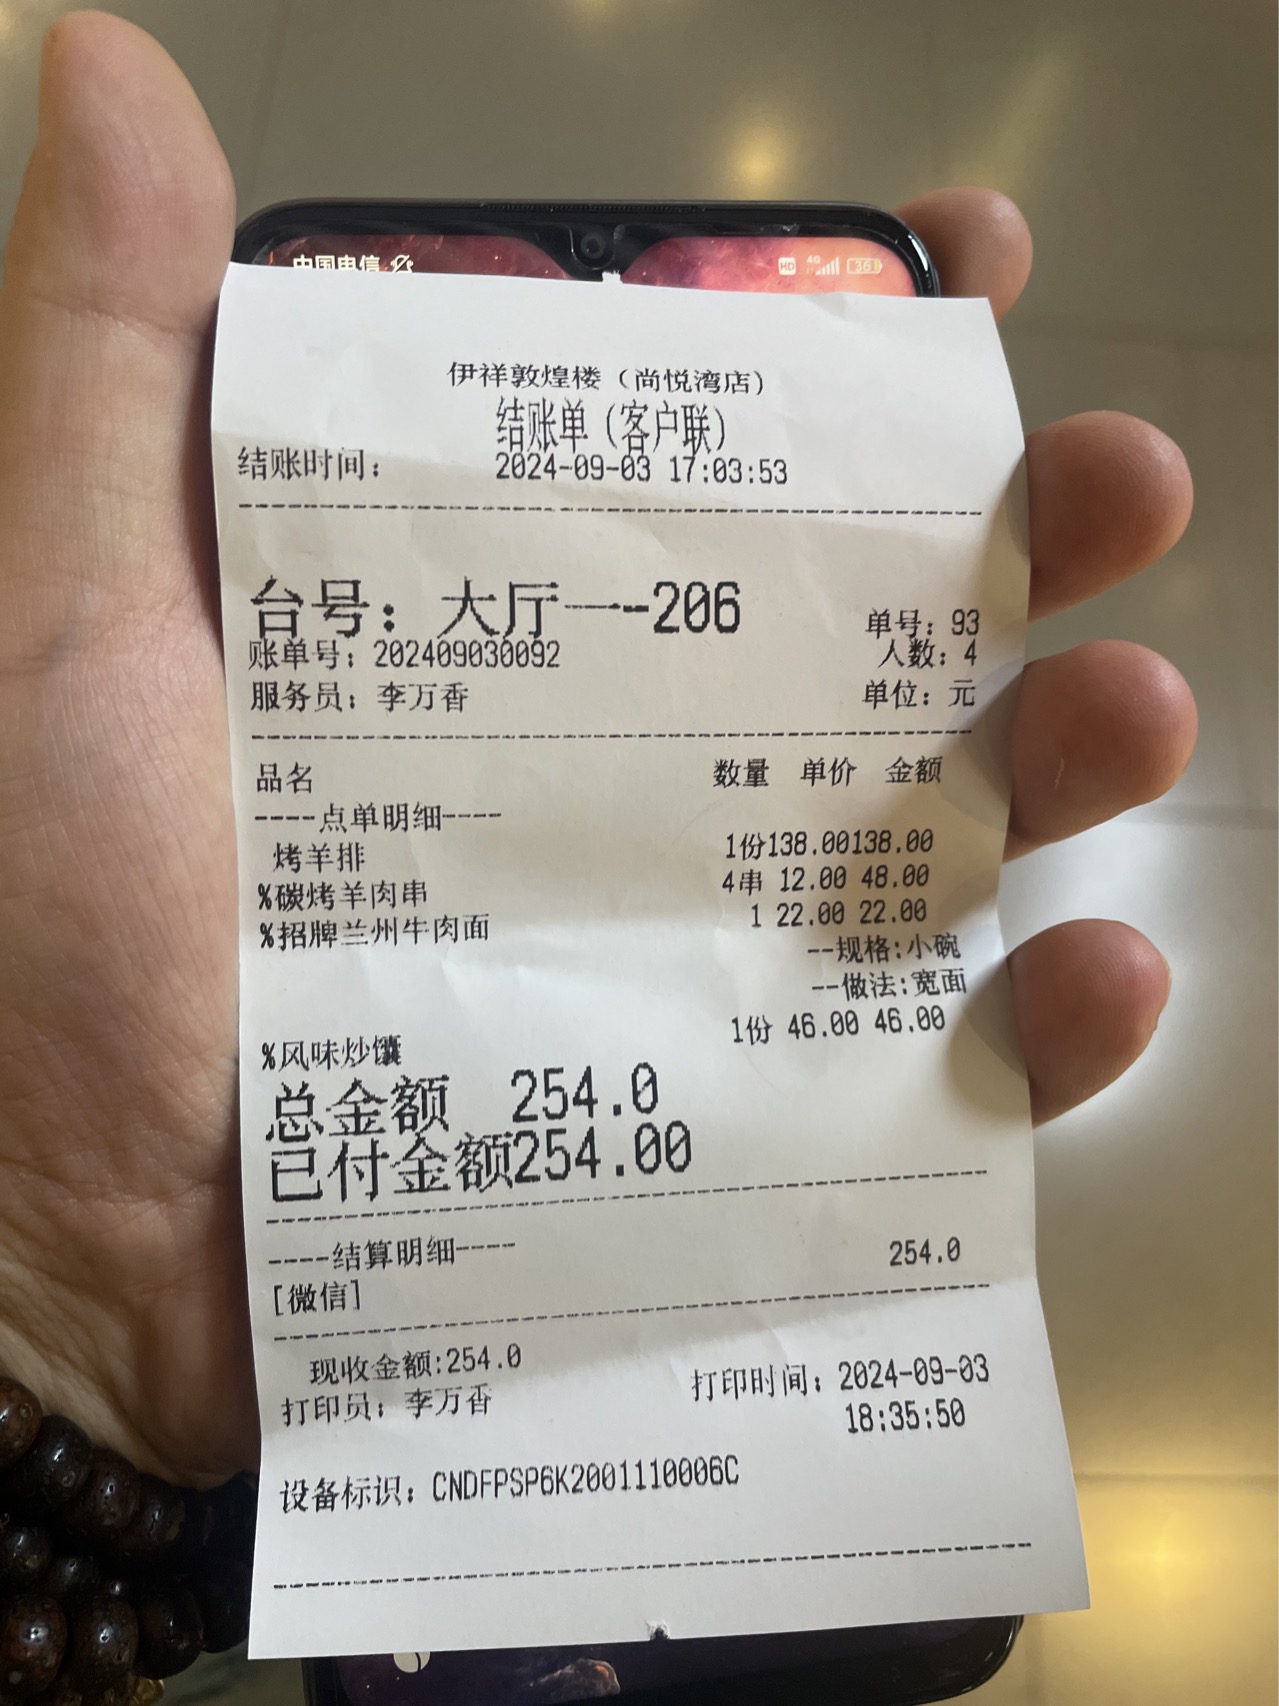 中国电信
HD 4G 36
伊祥敦煌楼（尚悦湾店）
结账单（客户联）
结账时间： 2024-09-03 17:03:53
台号：大厅一-206
单号：93
账单号：202409030092 人数：4
服务员：李万香 单位：元
品名 数量 单价 金额
----点单明细----
烤羊排 1份138.00138.00
%碳烤羊肉串 4串 12.00 48.00
%招牌兰州牛肉面 1 22.00 22.00
--规格:小碗
--做法:宽面
%风味炒馕 1份 46.00 46.00
总金额 254.0
已付金额254.00
----结算明细----
[微信] 254.0
现收金额:254.0
打印员：李万香 打印时间：2024-09-03
18:35:50
设备标识：CNDFPSP6K2001110006C